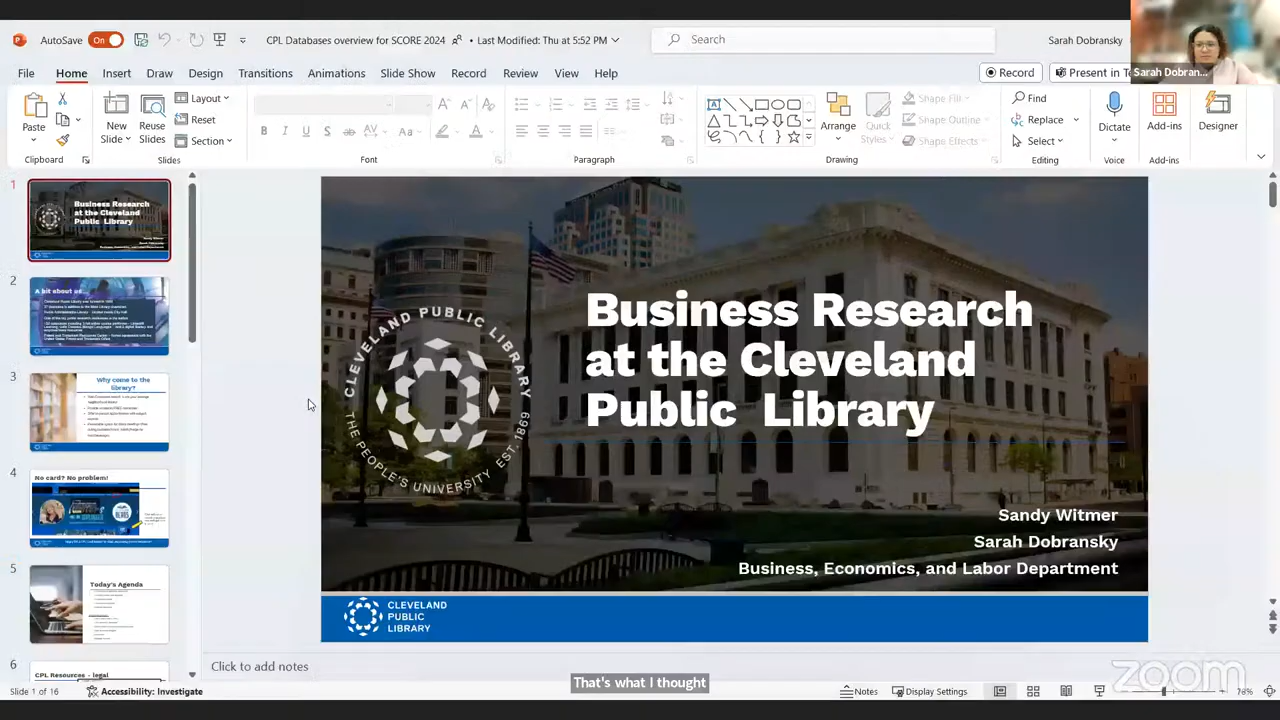 AutoSave
On
CPL Databases overview for SCORE 2024
• Last Modified: Thu at 5:52 PM
Search
Sarah Dobransky
Sarah Dobran...
File
Home
Insert
Draw
Design
Transitions
Animations
Slide Show
Record
Review
View
Help
Record
Present in Te
Paste
New
Slide
Reuse
Slides
Layout
Reset
Section
Shape Fill
Shape Outline
Shape Effects
Arrange
Quick
Styles
Find
Replace
Select
Dictate
Add-ins
Designer
Clipboard
Slides
Font
Paragraph
Drawing
Editing
Voice
Add-ins
1
Business Research
at the Cleveland
Public Library
2
A bit about us...
3
Why come to the
library?
4
No card? No problem!
5
Today's Agenda
6
CPL Resources - legal
CLEVELAND PUBLIC LIBRARY
THE PEOPLE'S UNIVERSITY EST. 1869
Business Research
at the Cleveland
Public Library
Sandy Witmer
Sarah Dobransky
Business, Economics, and Labor Department
CLEVELAND
PUBLIC
LIBRARY
Click to add notes
That's what I thought
zoom
Slide 1 of 16
Accessibility: Investigate
Notes
Display Settings
78%